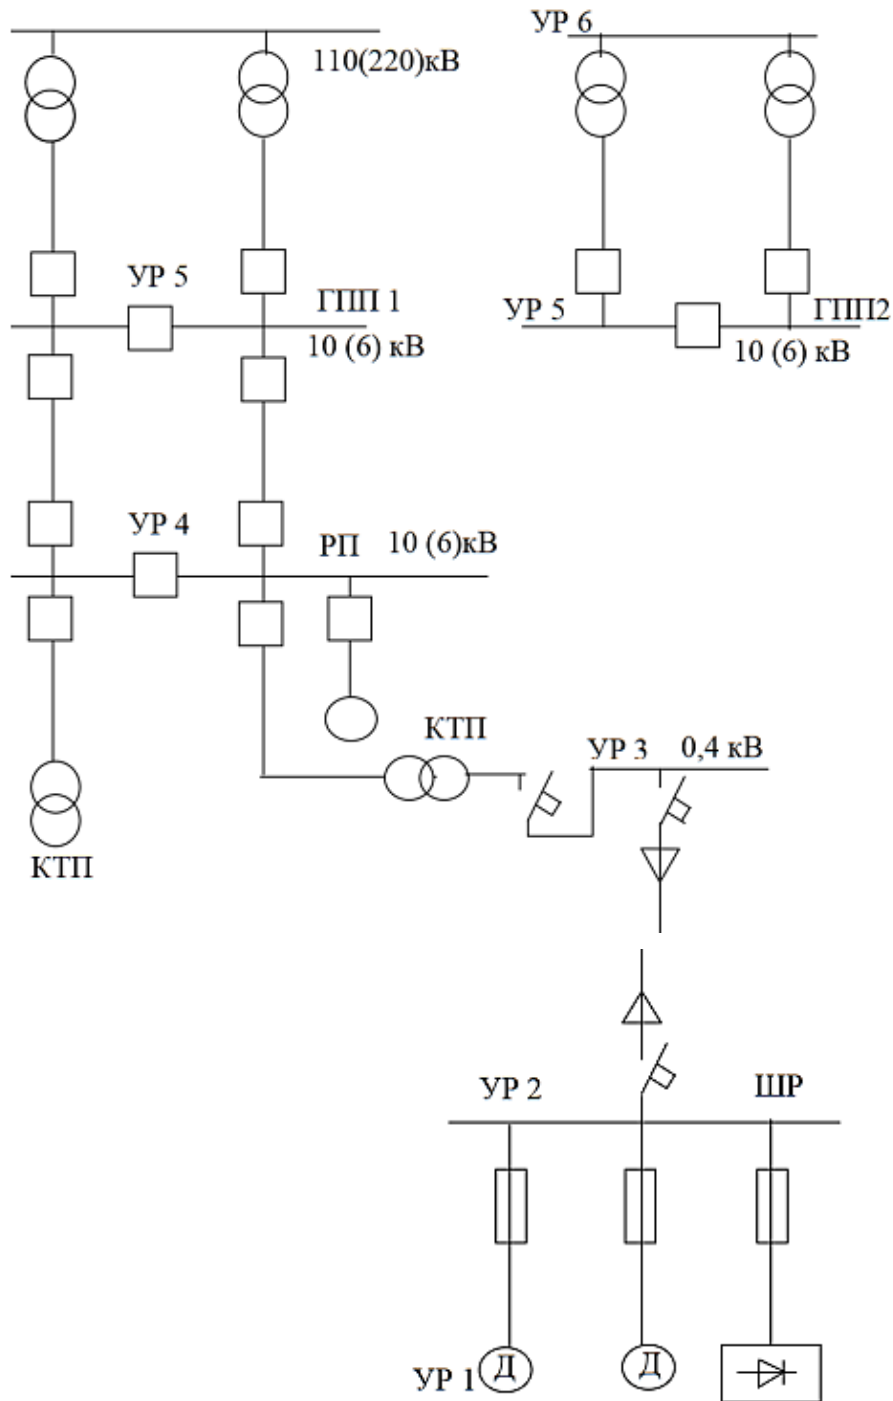 УР 6
110(220)кВ
УР 5
ГПП 1
10 (6) кВ
УР 5
ГПП2
10 (6) кВ
УР 4
РП
10 (6)кВ
КТП
УР 3
0,4 кВ
КТП
УР 2
ШР
УР 1
Д
Д